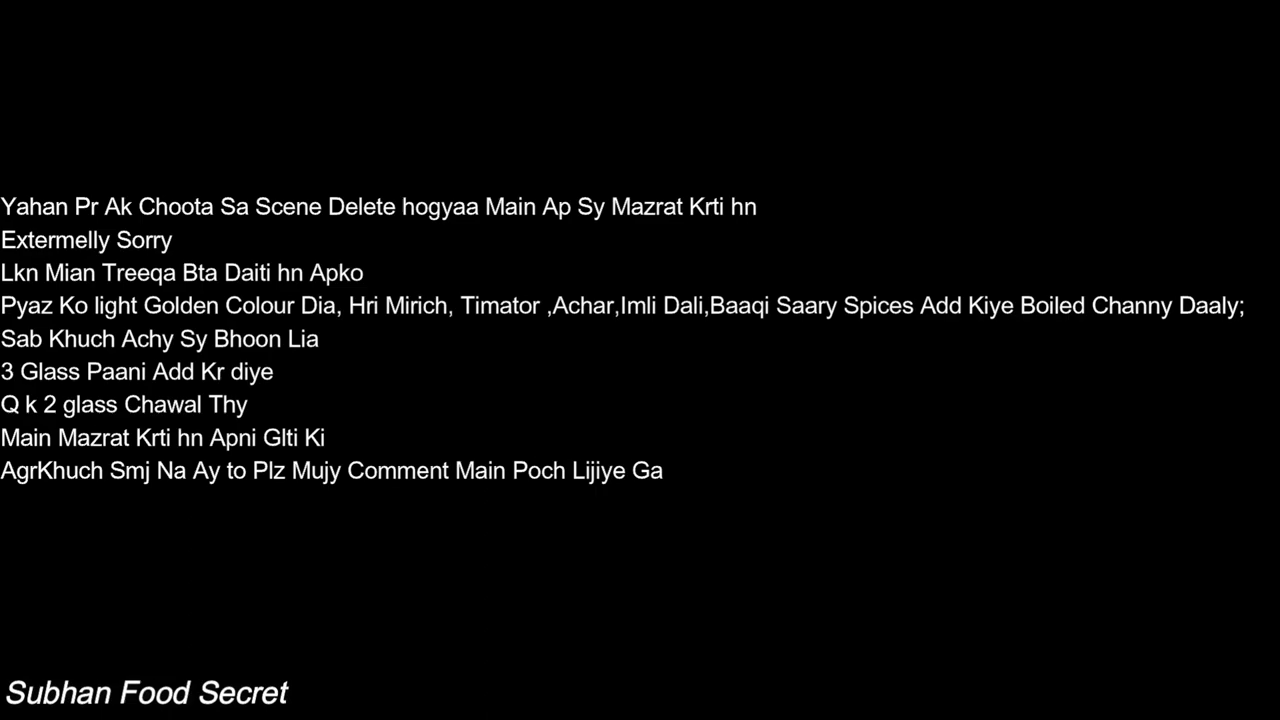 Yahan Pr Ak Choota Sa Scene Delete hogyaa Main Ap Sy Mazrat Krti hn
Extermelly Sorry
Lkn Mian Treeqa Bta Daiti hn Apko
Pyaz Ko light Golden Colour Dia, Hri Mirich, Timator ,Achar,Imli Dali,Baaqi Saary Spices Add Kiye Boiled Channy Daaly;
Sab Khuch Achy Sy Bhoon Lia
3 Glass Paani Add Kr diye
Q k 2 glass Chawal Thy
Main Mazrat Krti hn Apni Glti Ki
AgrKhuch Smj Na Ay to Plz Mujy Comment Main Poch Lijiye Ga
Subhan Food Secret